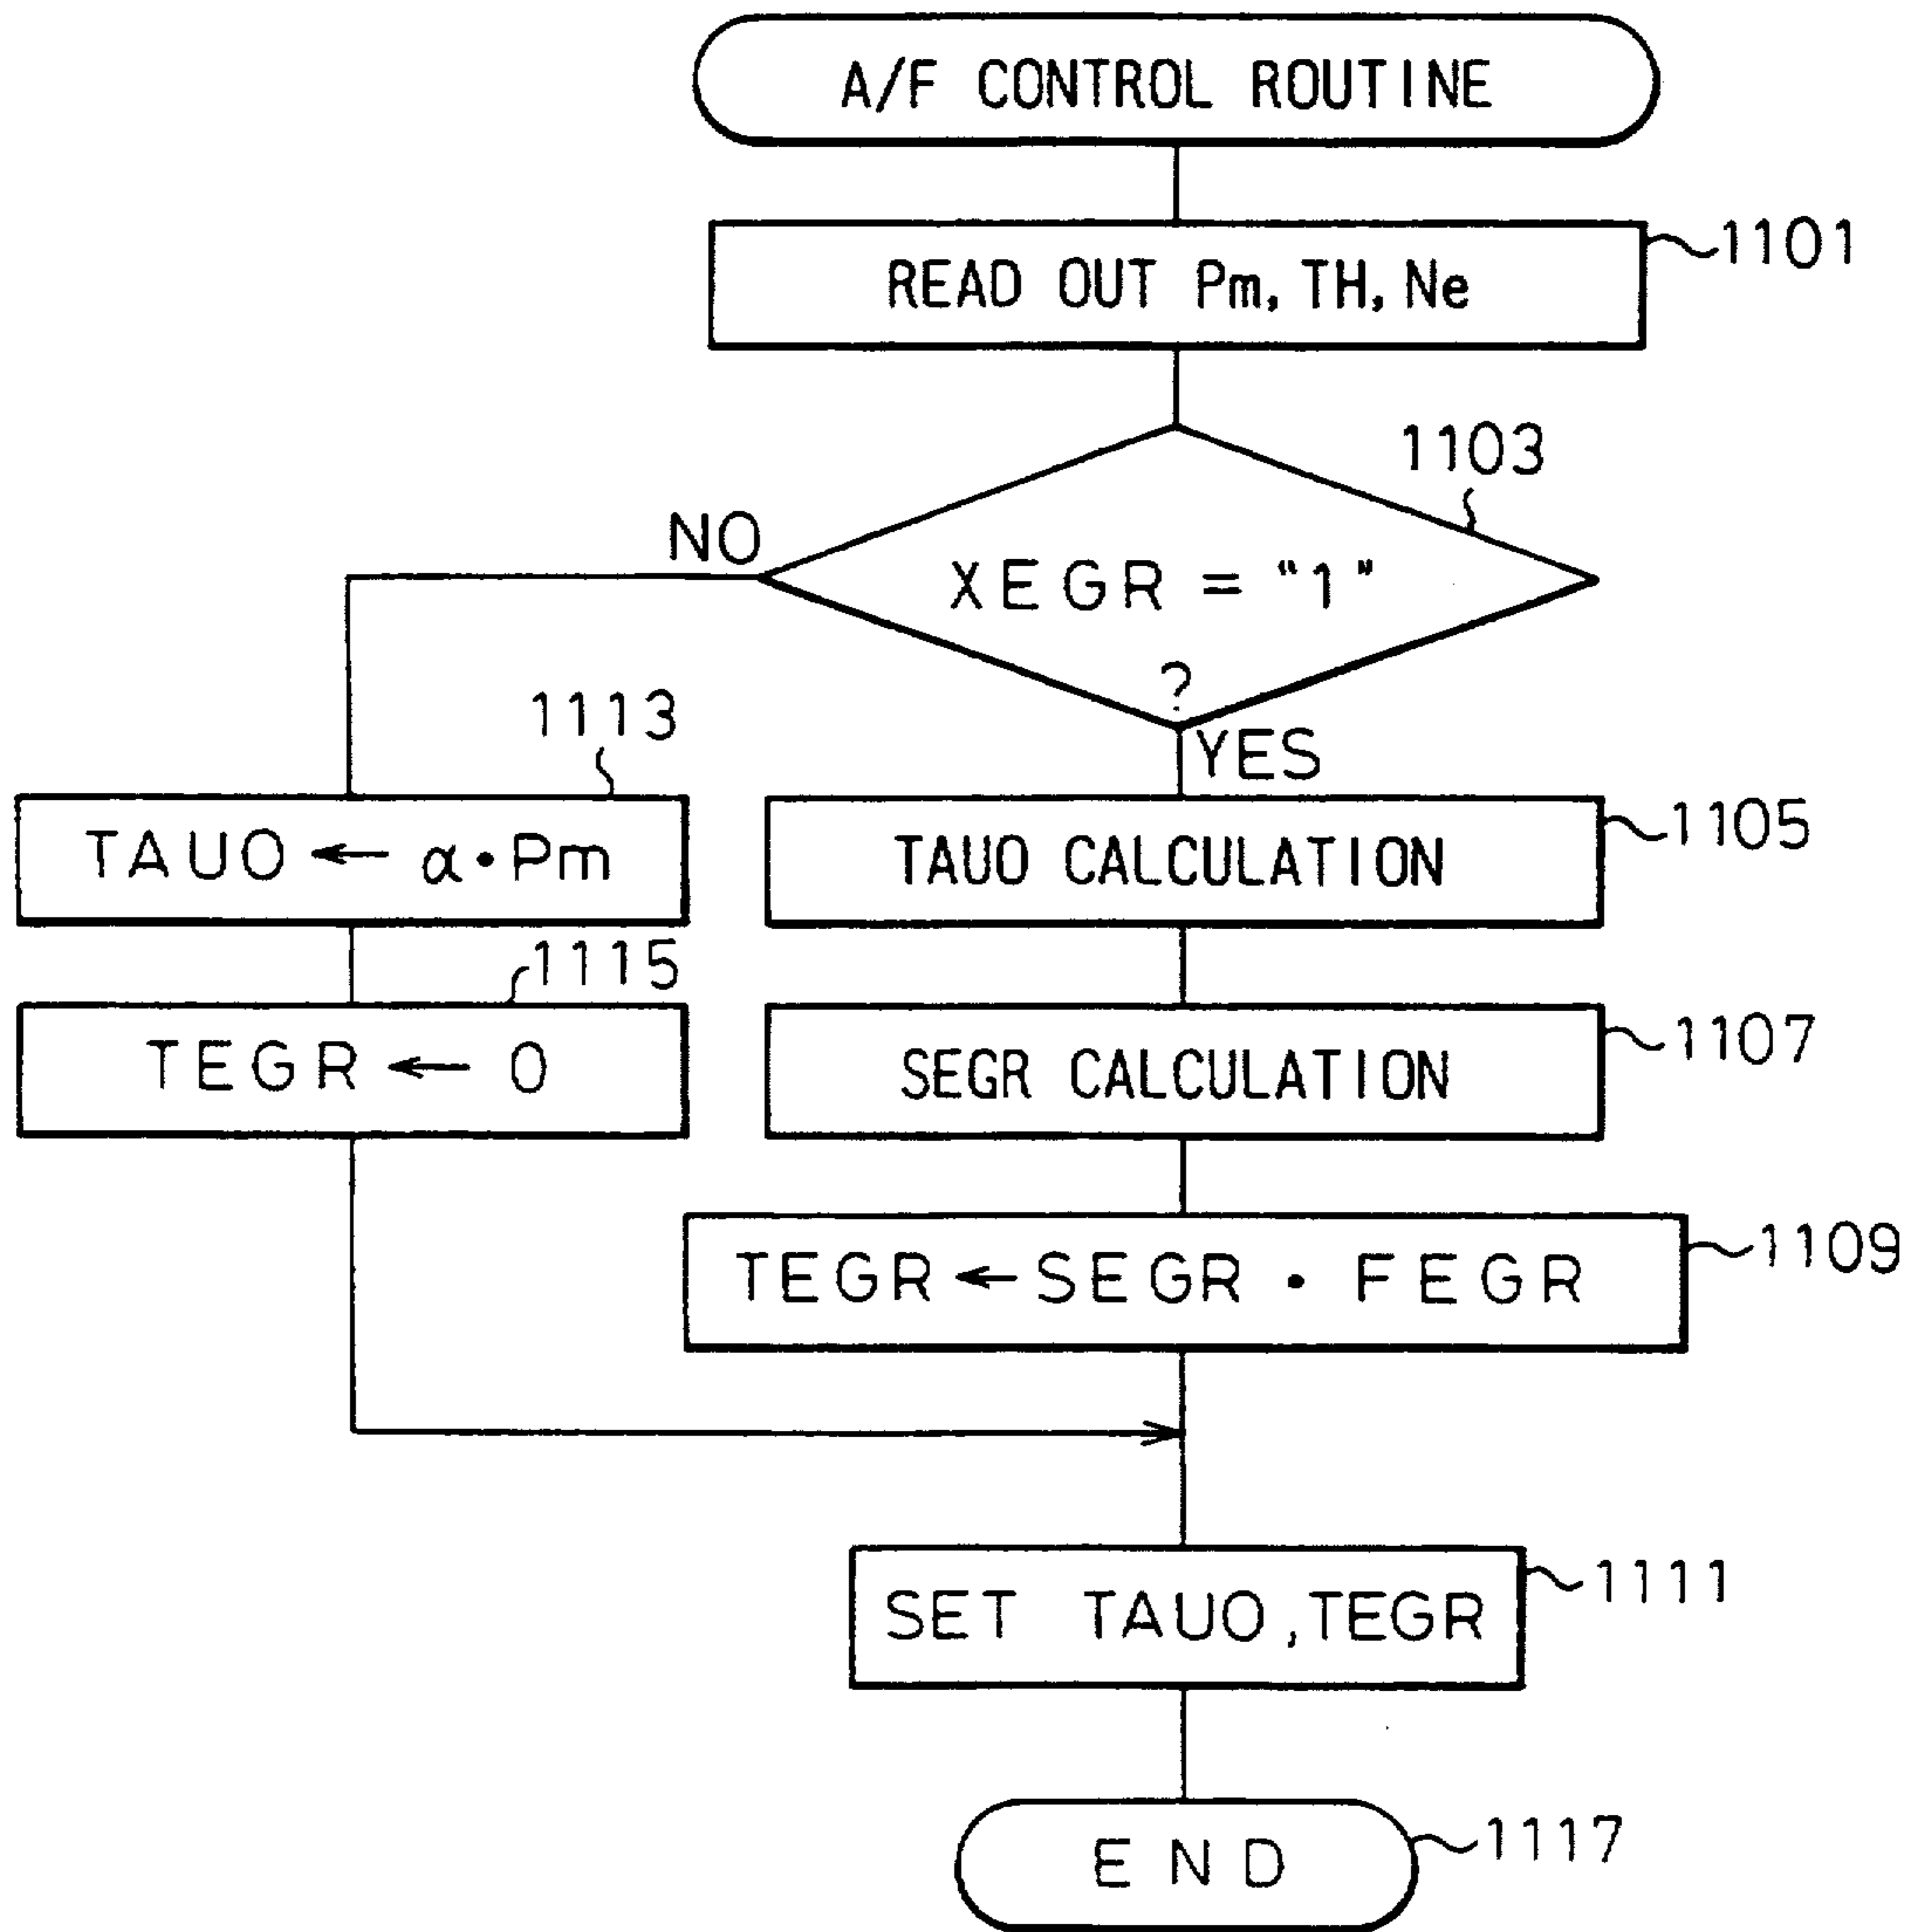 A/F CONTROL ROUTINE
1101
READ OUT Pm, TH, Ne
1103
NO
XEGR = "1"
?
YES
1113
TAUO ← α•Pm
1105
TAUO CALCULATION
1115
TEGR ← 0
1107
SEGR CALCULATION
1109
TEGR ← SEGR • FEGR
1111
SET TAUO, TEGR
1117
END